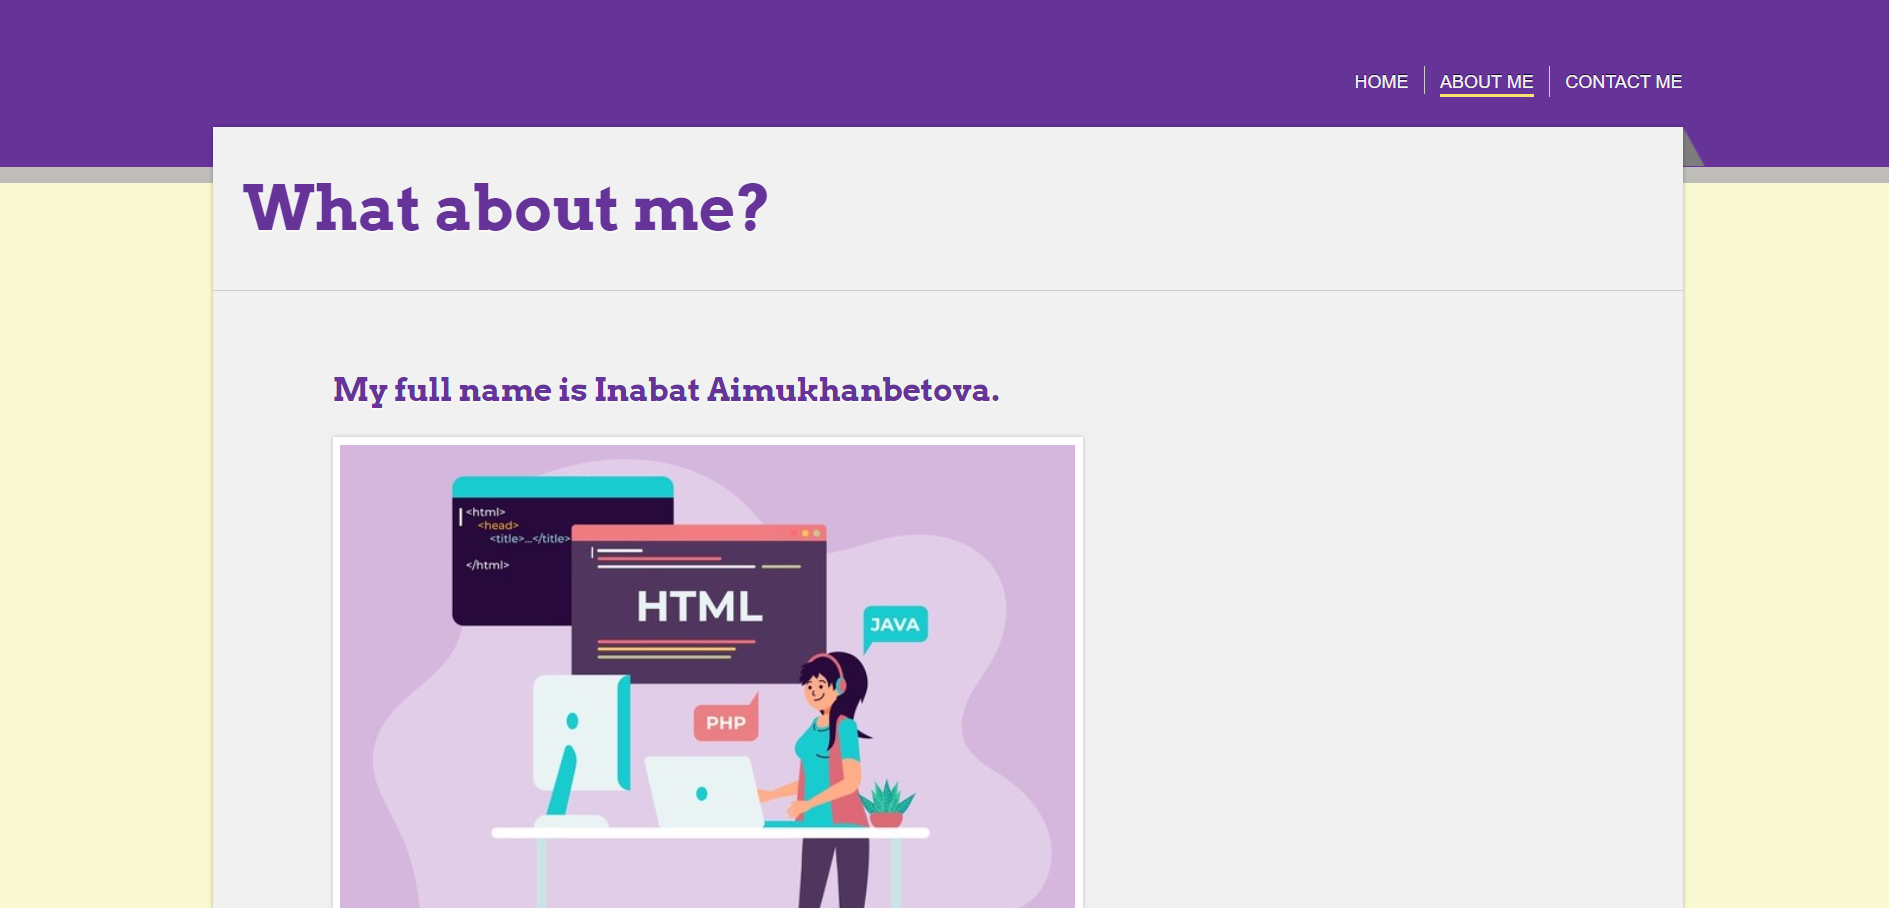 HOME ABOUT ME CONTACT ME
What about me?
My full name is Inabat Aimukhanbetova.
<html>
<head>
<title>...</title>
</html>
HTML
JAVA
PHP